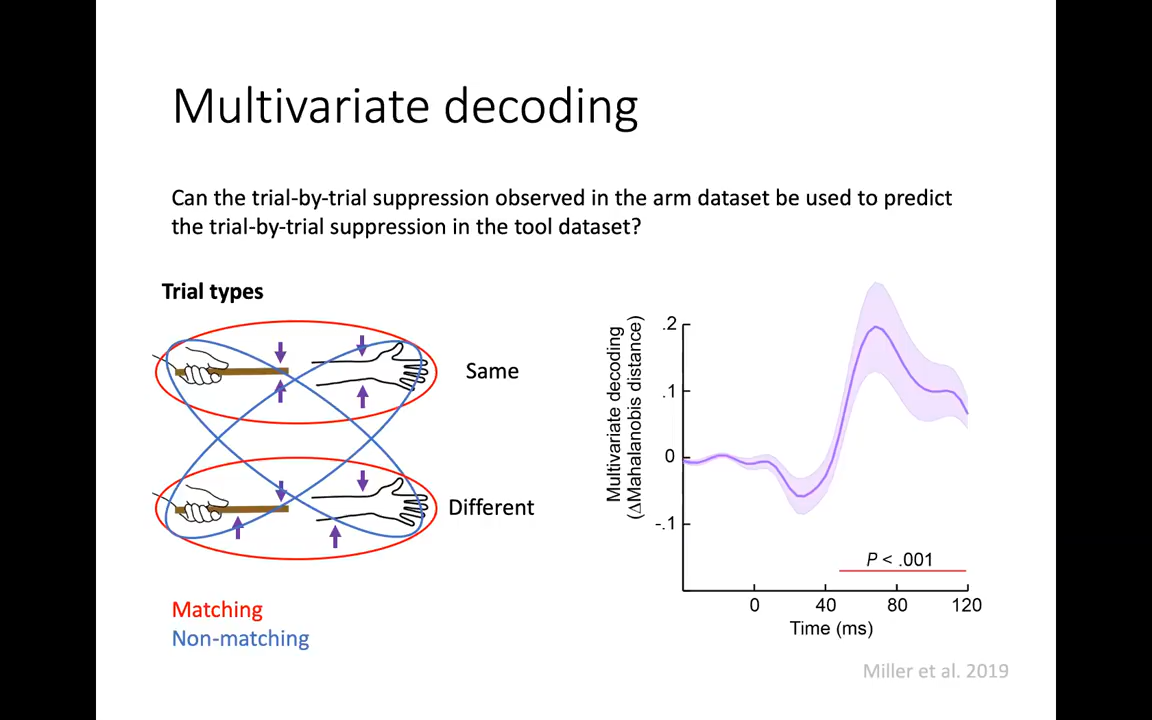 Multivariate decoding
Can the trial-by-trial suppression observed in the arm dataset be used to predict
the trial-by-trial suppression in the tool dataset?
Trial types
Same
Different
Matching
Non-matching
Multivariate decoding
(ΔMahalanobis distance)
.2
.1
0
-.1
P < .001
0 40 80 120
Time (ms)
Miller et al. 2019